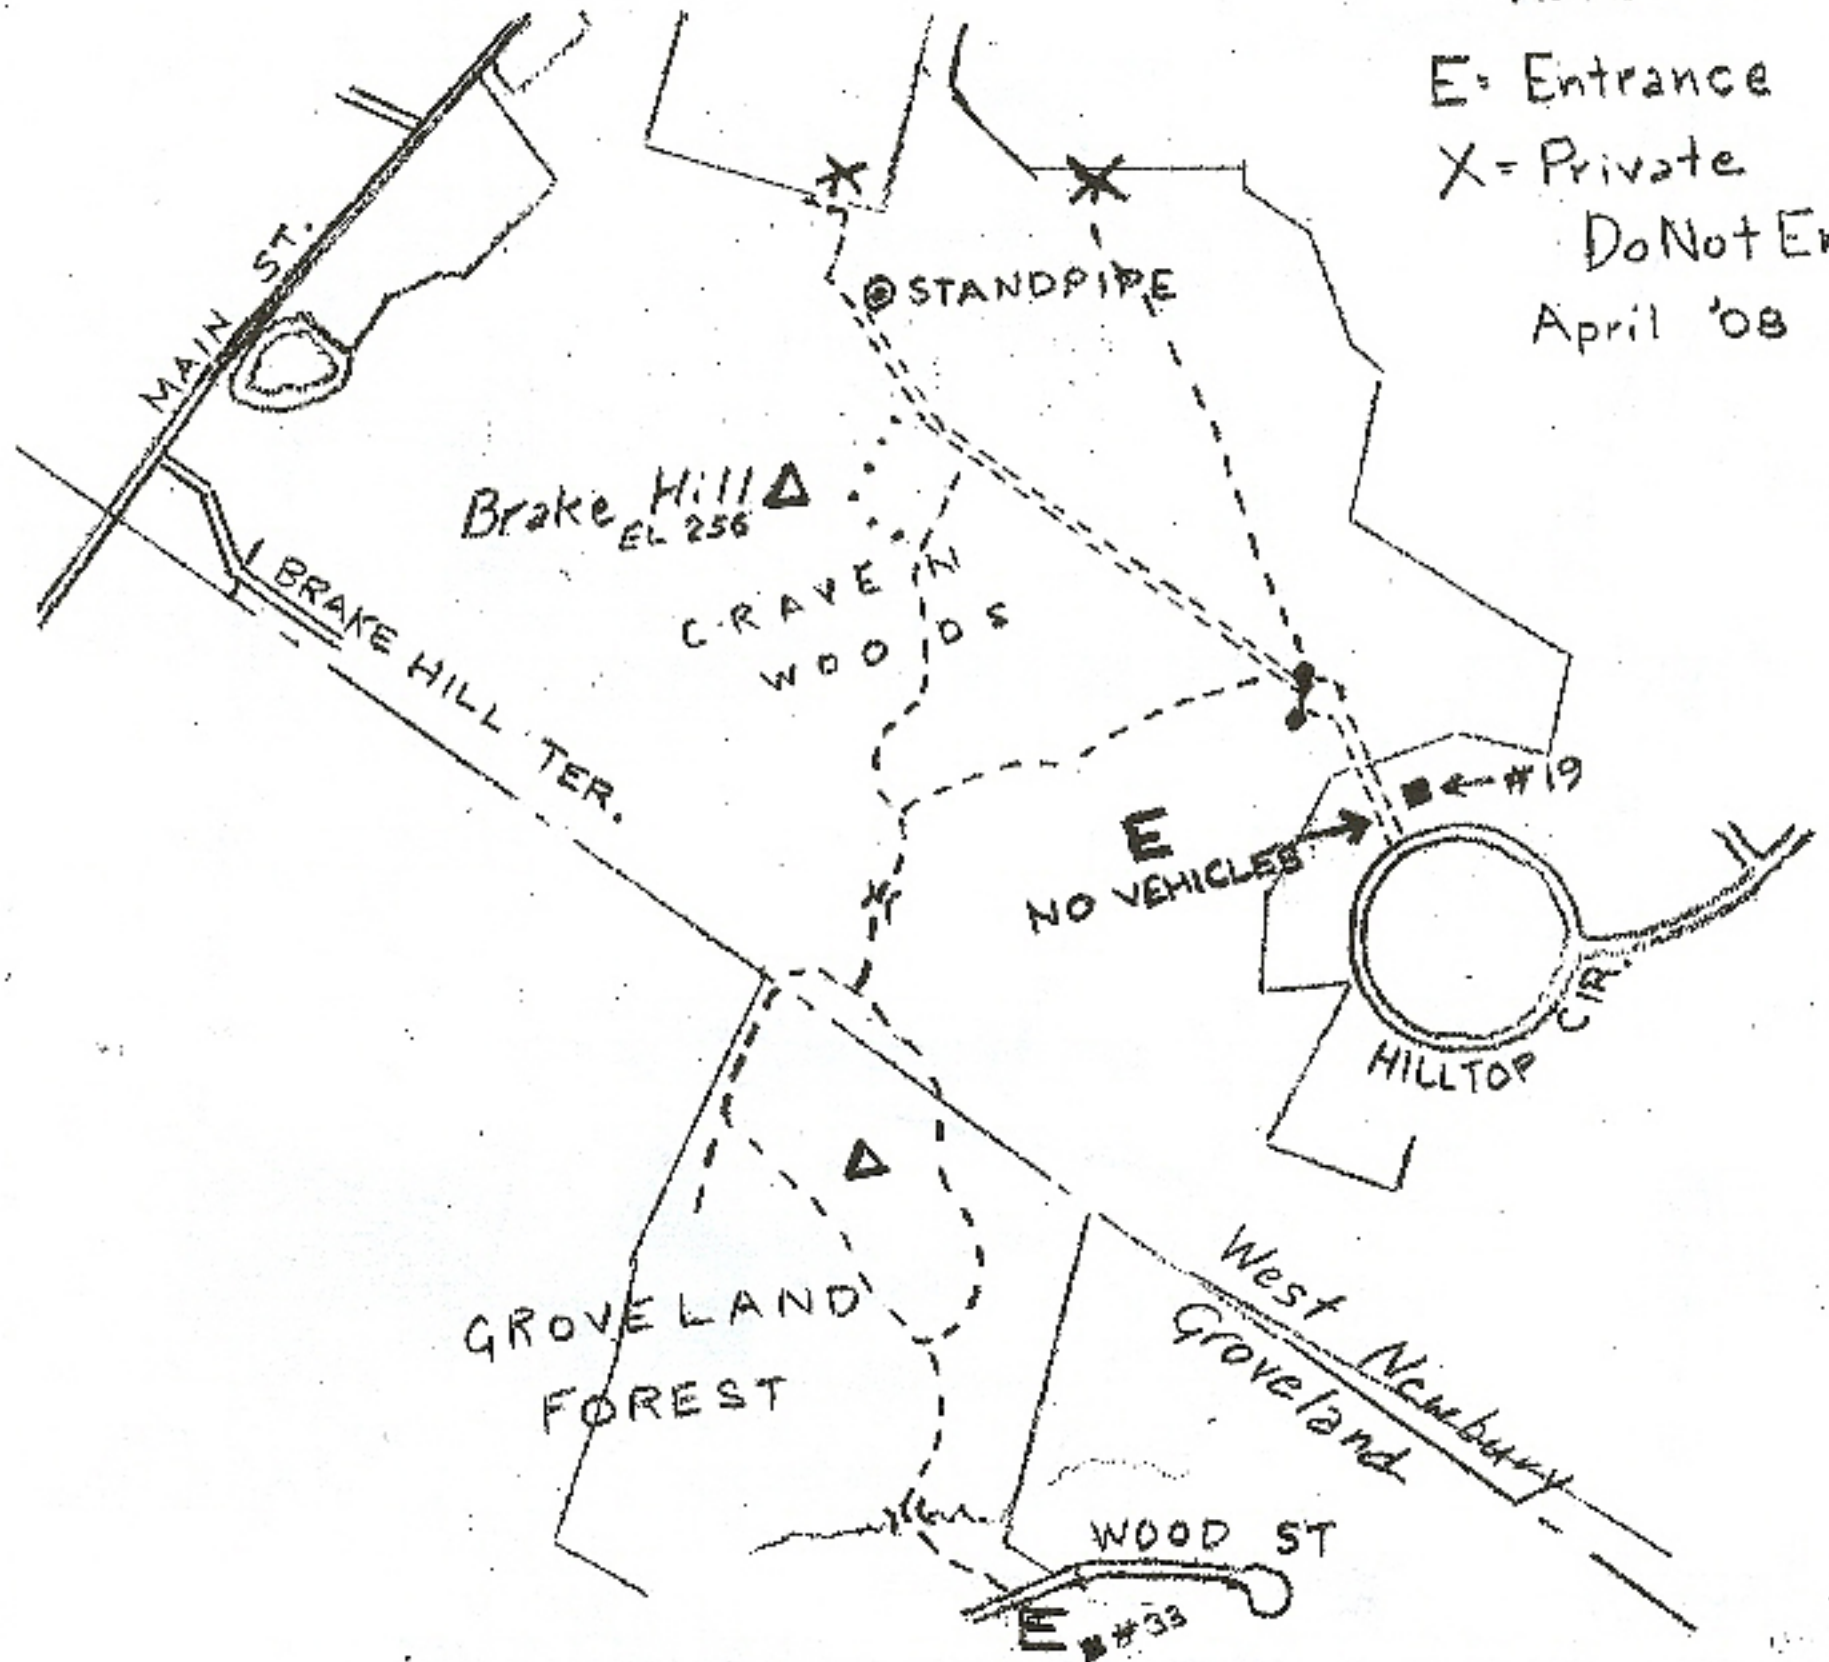 E= Entrance
X= Private
Do Not
April '08
MAIN ST.
STANDPIPE
Brake Hill
EL 256
CRAVEN
WOODS
BRAKE HILL TER.
#19
E
NO VEHICLES
HILLTOP CIR.
GROVELAND
FOREST
West Newbury
Groveland
WOOD ST
E
#33